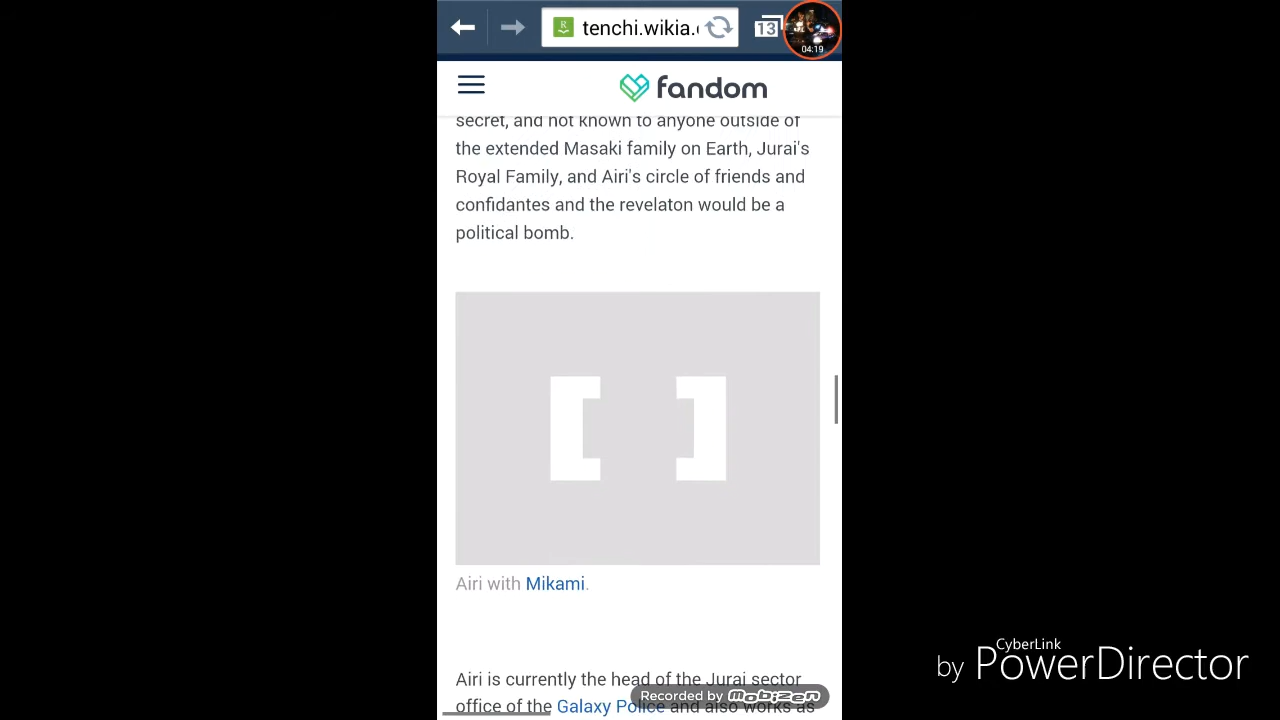 tenchi.wikia.
13
04:19
fandom
secret, and not known to anyone outside of
the extended Masaki family on Earth, Jurai's
Royal Family, and Airi's circle of friends and
confidantes and the revelaton would be a
political bomb.
Airi with Mikami.
Airi is currently the head of the Jurai sector
office of the Galaxy Police and also works as
Recorded by mobizen
CyberLink
by PowerDirector